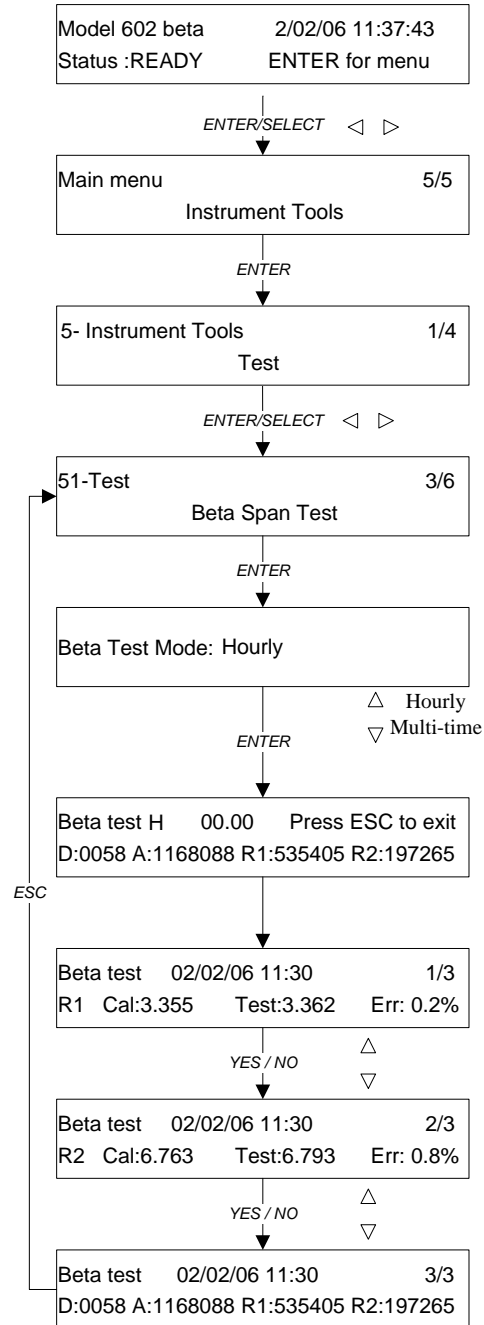 Model 602 beta 2/02/06 11:37:43
Status :READY ENTER for menu
ENTER/SELECT
Main menu 5/5
Instrument Tools
ENTER
5- Instrument Tools 1/4
Test
ENTER/SELECT
51-Test 3/6
Beta Span Test
ENTER
Beta Test Mode: Hourly
Hourly
Multi-time
ENTER
Beta test H 00.00 Press ESC to exit
D:0058 A:1168088 R1:535405 R2:197265
ESC
Beta test 02/02/06 11:30 1/3
R1 Cal:3.355 Test:3.362 Err: 0.2%
YES / NO
Beta test 02/02/06 11:30 2/3
R2 Cal:6.763 Test:6.793 Err: 0.8%
YES / NO
Beta test 02/02/06 11:30 3/3
D:0058 A:1168088 R1:535405 R2:197265